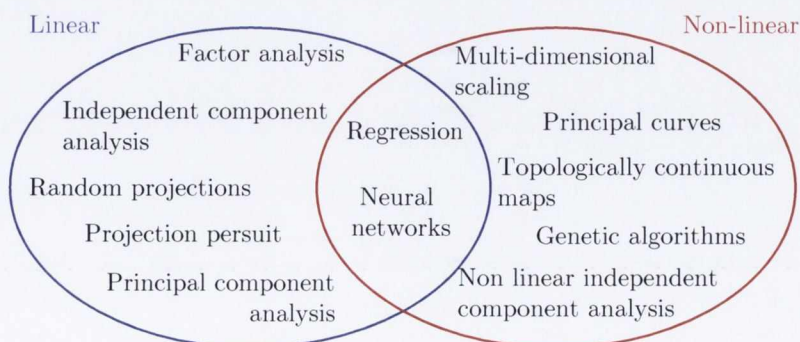 Linear
Non-linear
Factor analysis
Multi-dimensional
scaling
Independent component
analysis
Regression
Principal curves
Random projections
Neural
networks
Topologically continuous
maps
Projection persuit
Genetic algorithms
Principal component
analysis
Non linear independent
component analysis